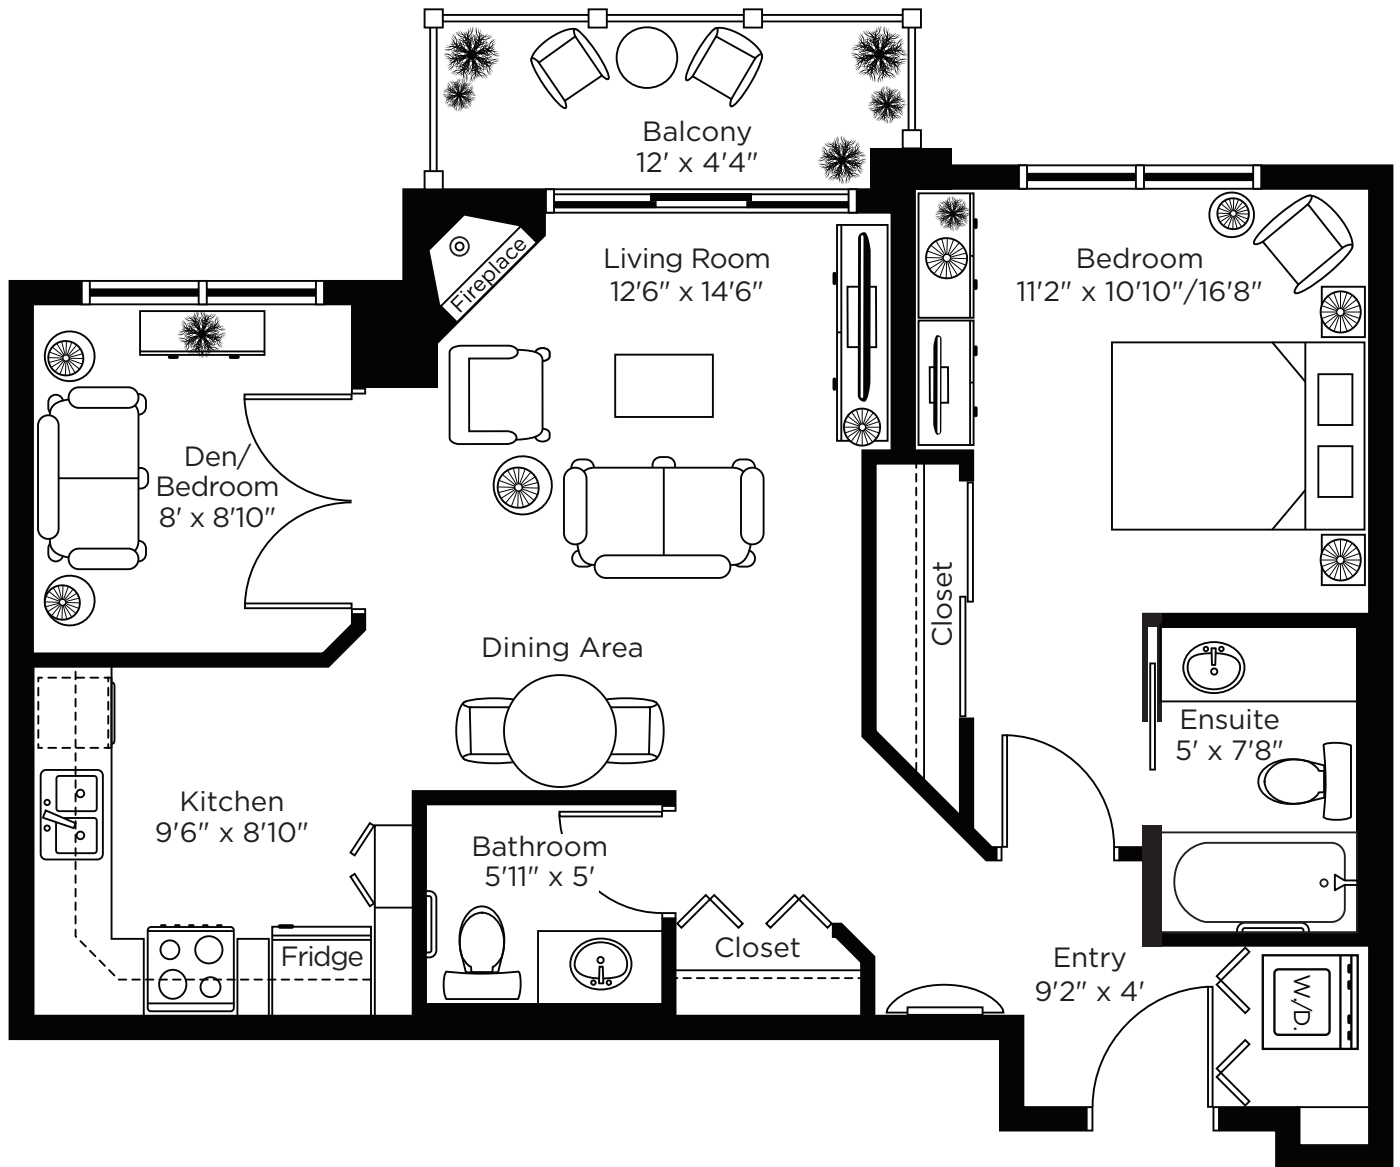 Balcony
12' x 4'4"
Fireplace
Living Room
12'6" x 14'6"
Bedroom
11'2" x 10'10"/16'8"
Den/
Bedroom
8' x 8'10"
Closet
Dining Area
Ensuite
5' x 7'8"
Kitchen
9'6" x 8'10"
Bathroom
5'11" x 5'
Fridge
Closet
Entry
9'2" x 4'
W./D.